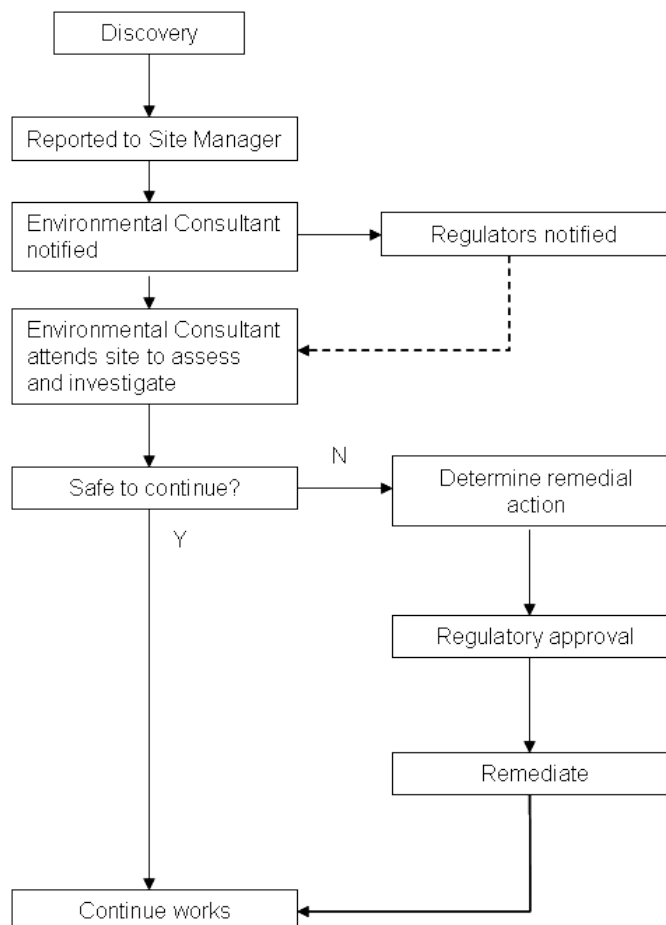 Discovery
Reported to Site Manager
Environmental Consultant
notified
Regulators notified
Environmental Consultant
attends site to assess
and investigate
Safe to continue?
N
Determine remedial
action
Y
Regulatory approval
Remediate
Continue works